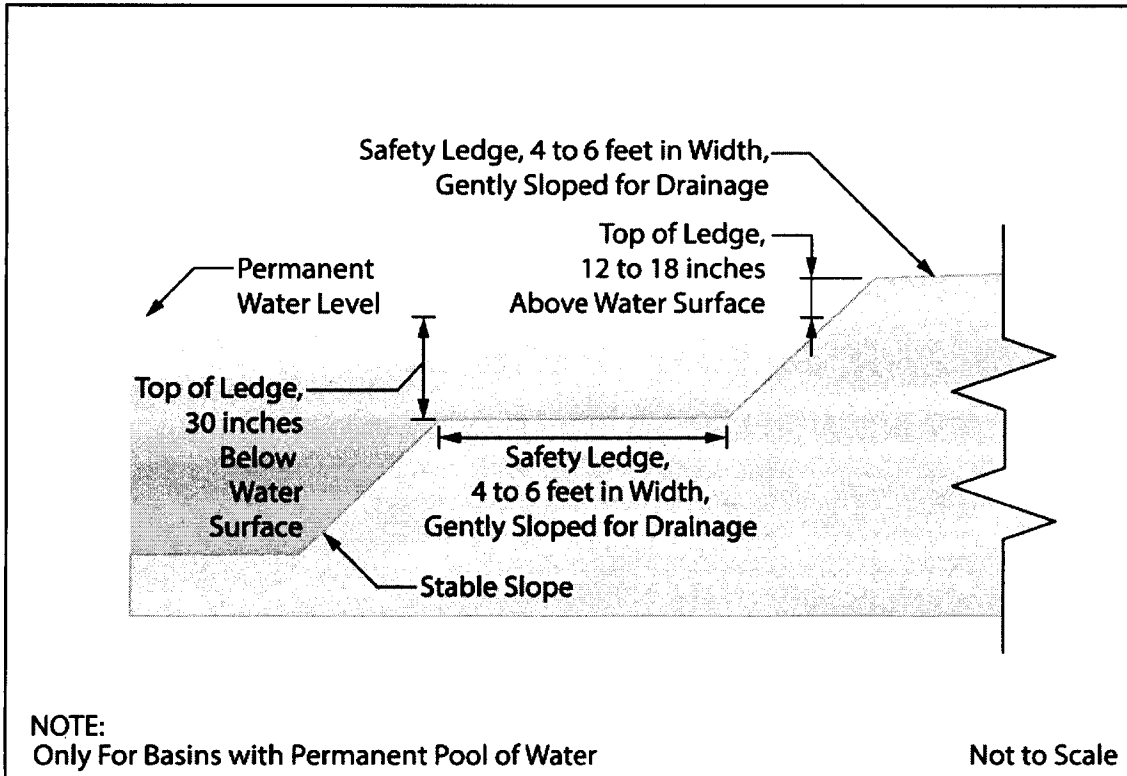 Safety Ledge, 4 to 6 feet in Width,
Gently Sloped for Drainage
Top of Ledge,
12 to 18 inches
Above Water Surface
Permanent
Water Level
Top of Ledge,
30 inches
Below
Water
Surface
Safety Ledge,
4 to 6 feet in Width,
Gently Sloped for Drainage
Stable Slope
NOTE:
Only For Basins with Permanent Pool of Water
Not to Scale